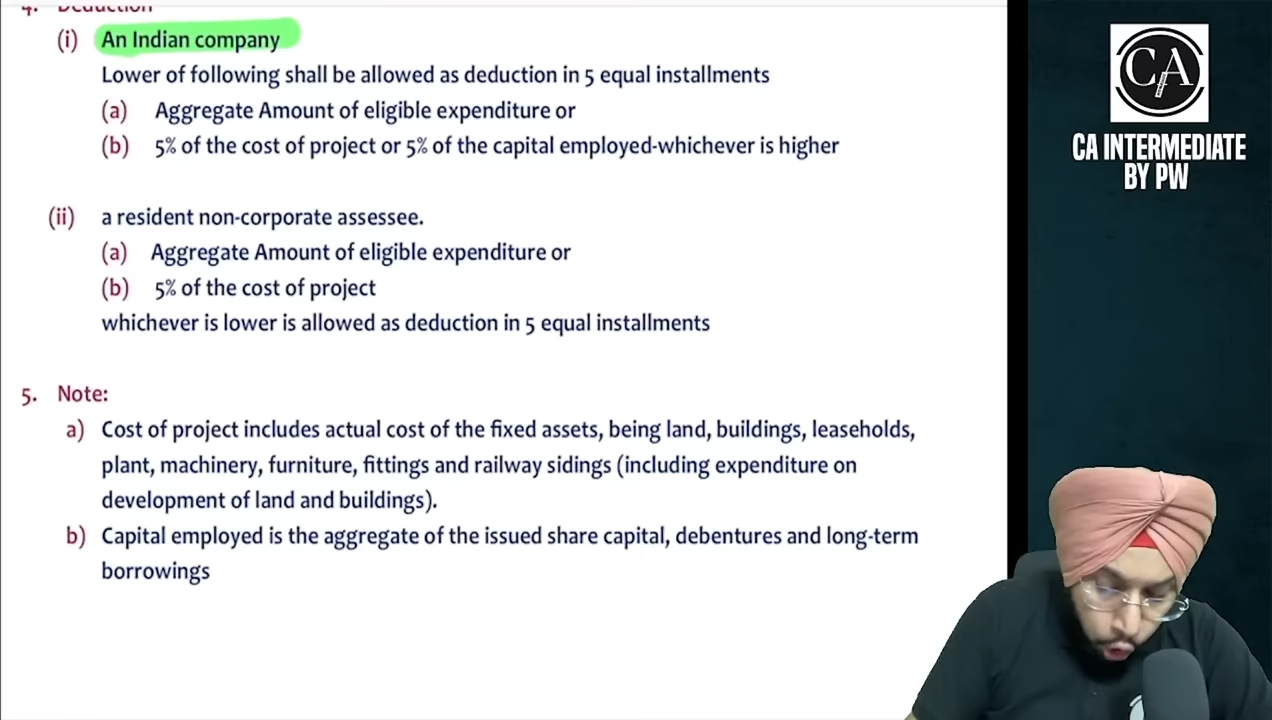 4. Deduction
(i) An Indian company
Lower of following shall be allowed as deduction in 5 equal installments
(a) Aggregate Amount of eligible expenditure or
(b) 5% of the cost of project or 5% of the capital employed-whichever is higher
(ii) a resident non-corporate assessee.
(a) Aggregate Amount of eligible expenditure or
(b) 5% of the cost of project
whichever is lower is allowed as deduction in 5 equal installments
5. Note:
a) Cost of project includes actual cost of the fixed assets, being land, buildings, leaseholds,
plant, machinery, furniture, fittings and railway sidings (including expenditure on
development of land and buildings).
b) Capital employed is the aggregate of the issued share capital, debentures and long-term
borrowings
CA
CA INTERMEDIATE
BY PW